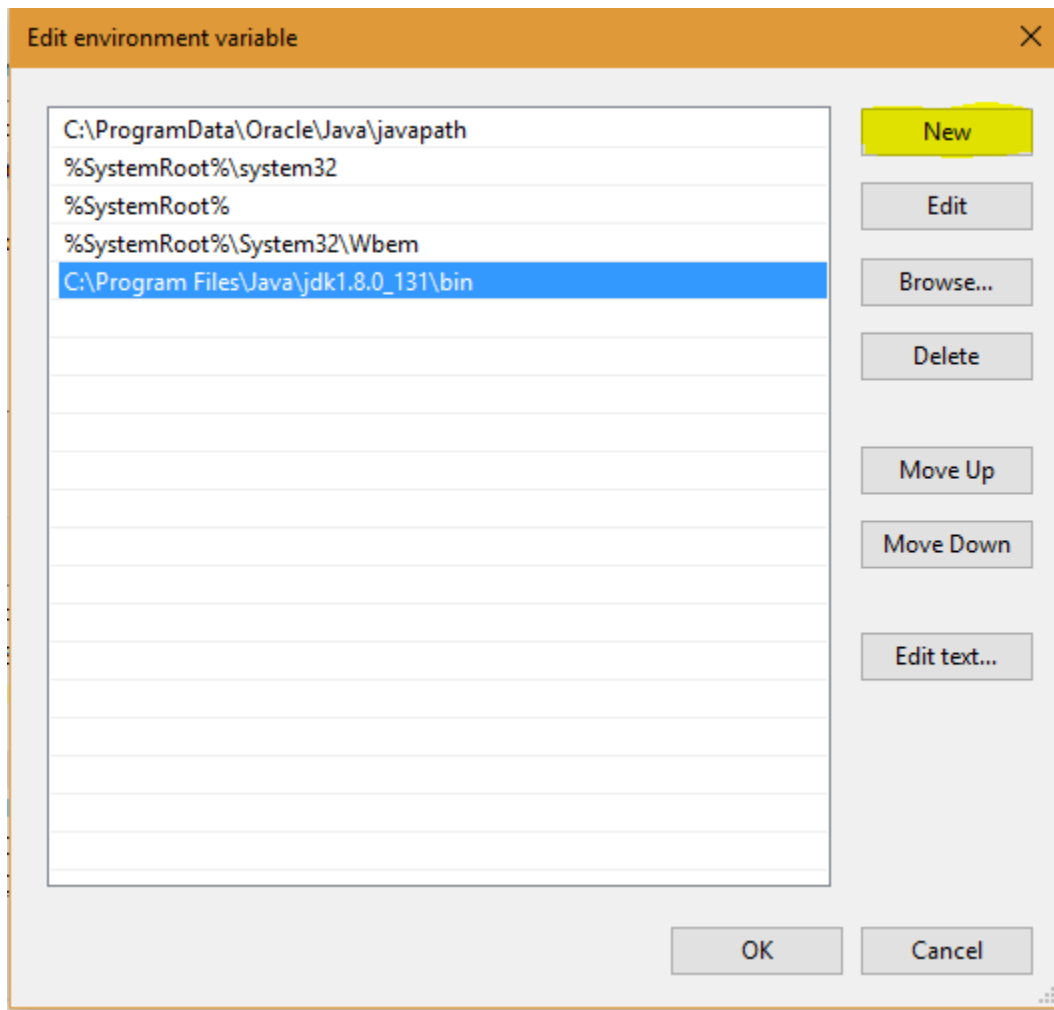 Edit environment variable
C:\ProgramData\Oracle\Java\javapath
%SystemRoot%\system32
%SystemRoot%
%SystemRoot%\System32\Wbem
C:\Program Files\Java\jdk1.8.0_131\bin
New
Edit
Browse...
Delete
Move Up
Move Down
Edit text...
OK
Cancel